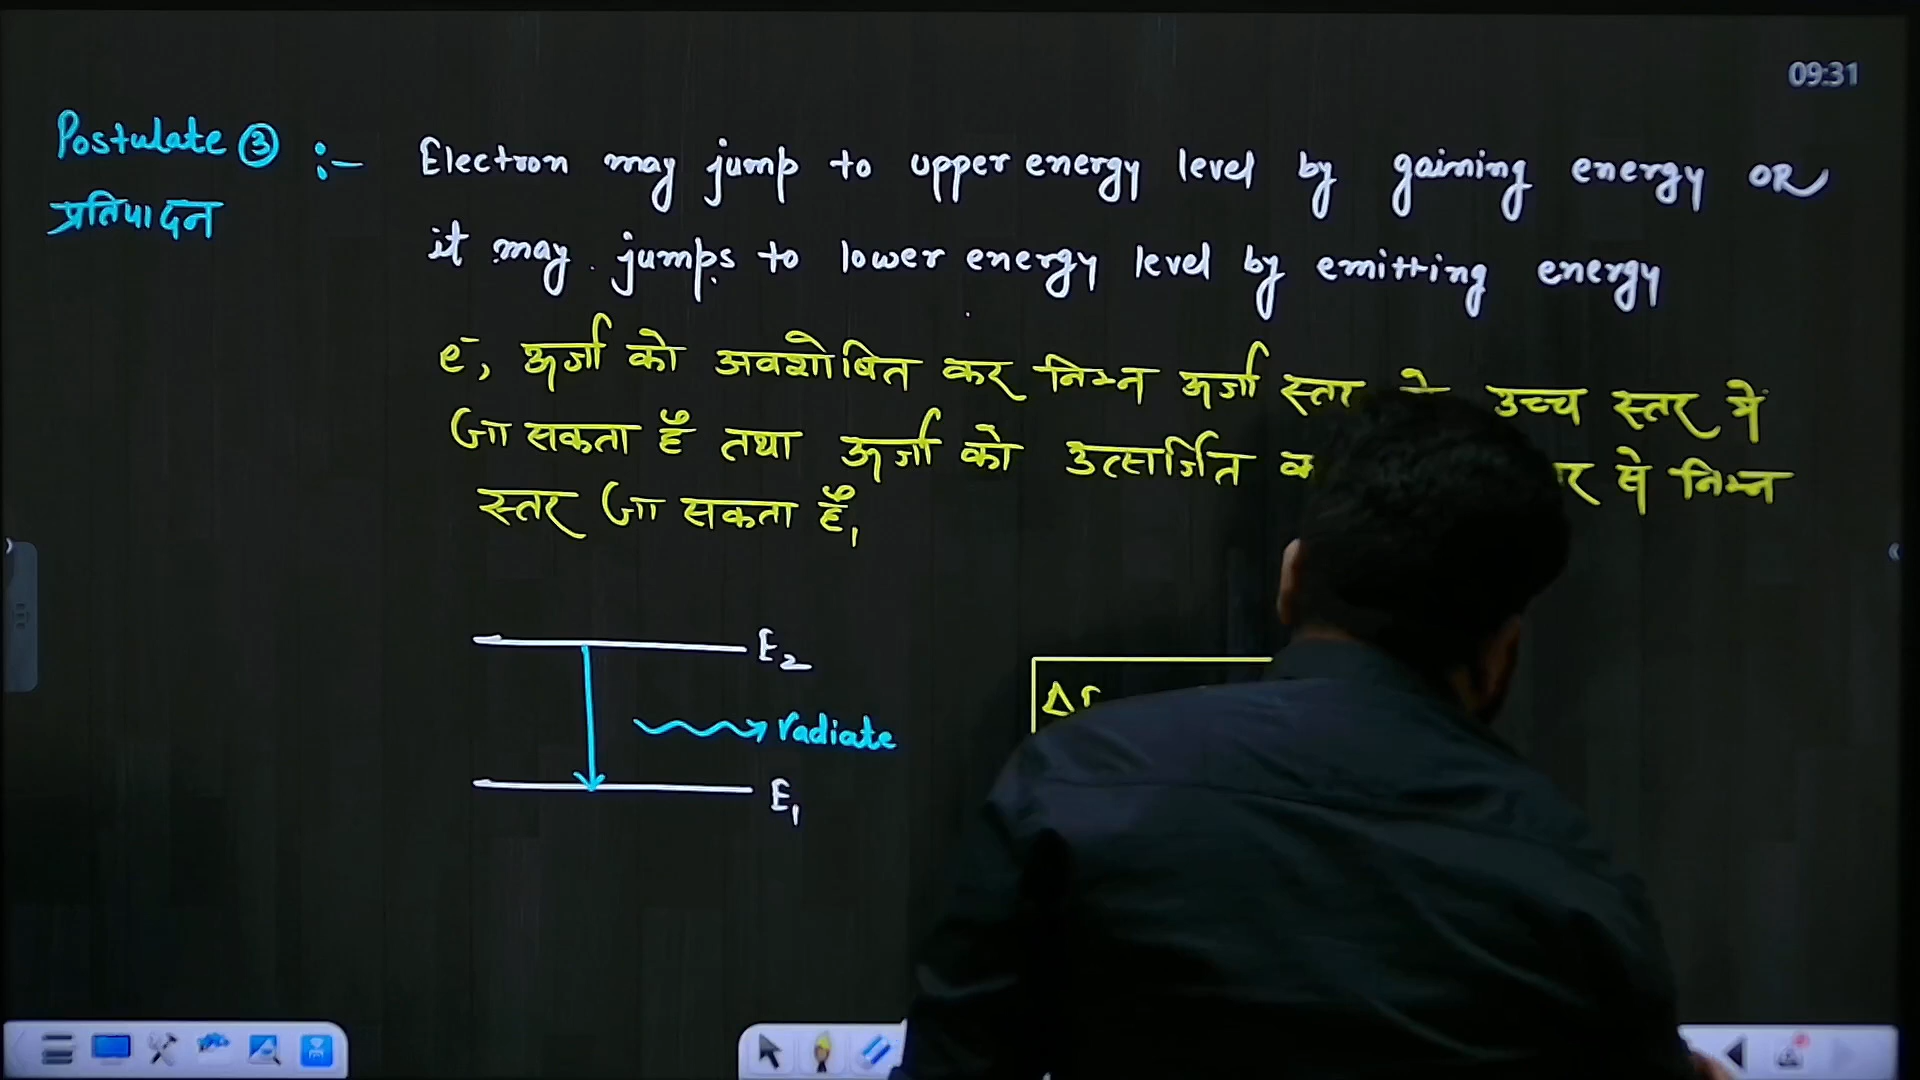 09:31
Postulate ③ :- Electron may jump to upper energy level by gaining energy OR
प्रतिपादन
it may jumps to lower energy level by emitting energy
e⁻, ऊर्जा को अवशोषित कर निम्न ऊर्जा स्तर उच्च स्तर में
जा सकता हैं तथा ऊर्जा को उत्सर्जित से निम्न
स्तर जा सकता हैं,
E₂
radiate
E₁